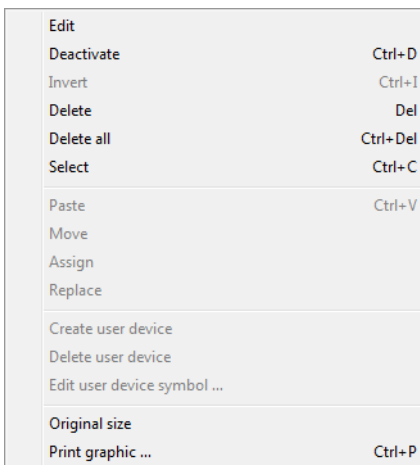 Edit
Deactivate Ctrl+D
Invert Ctrl+I
Delete Del
Delete all Ctrl+Del
Select Ctrl+C
Paste Ctrl+V
Move
Assign
Replace
Create user device
Delete user device
Edit user device symbol ...
Original size
Print graphic ... Ctrl+P